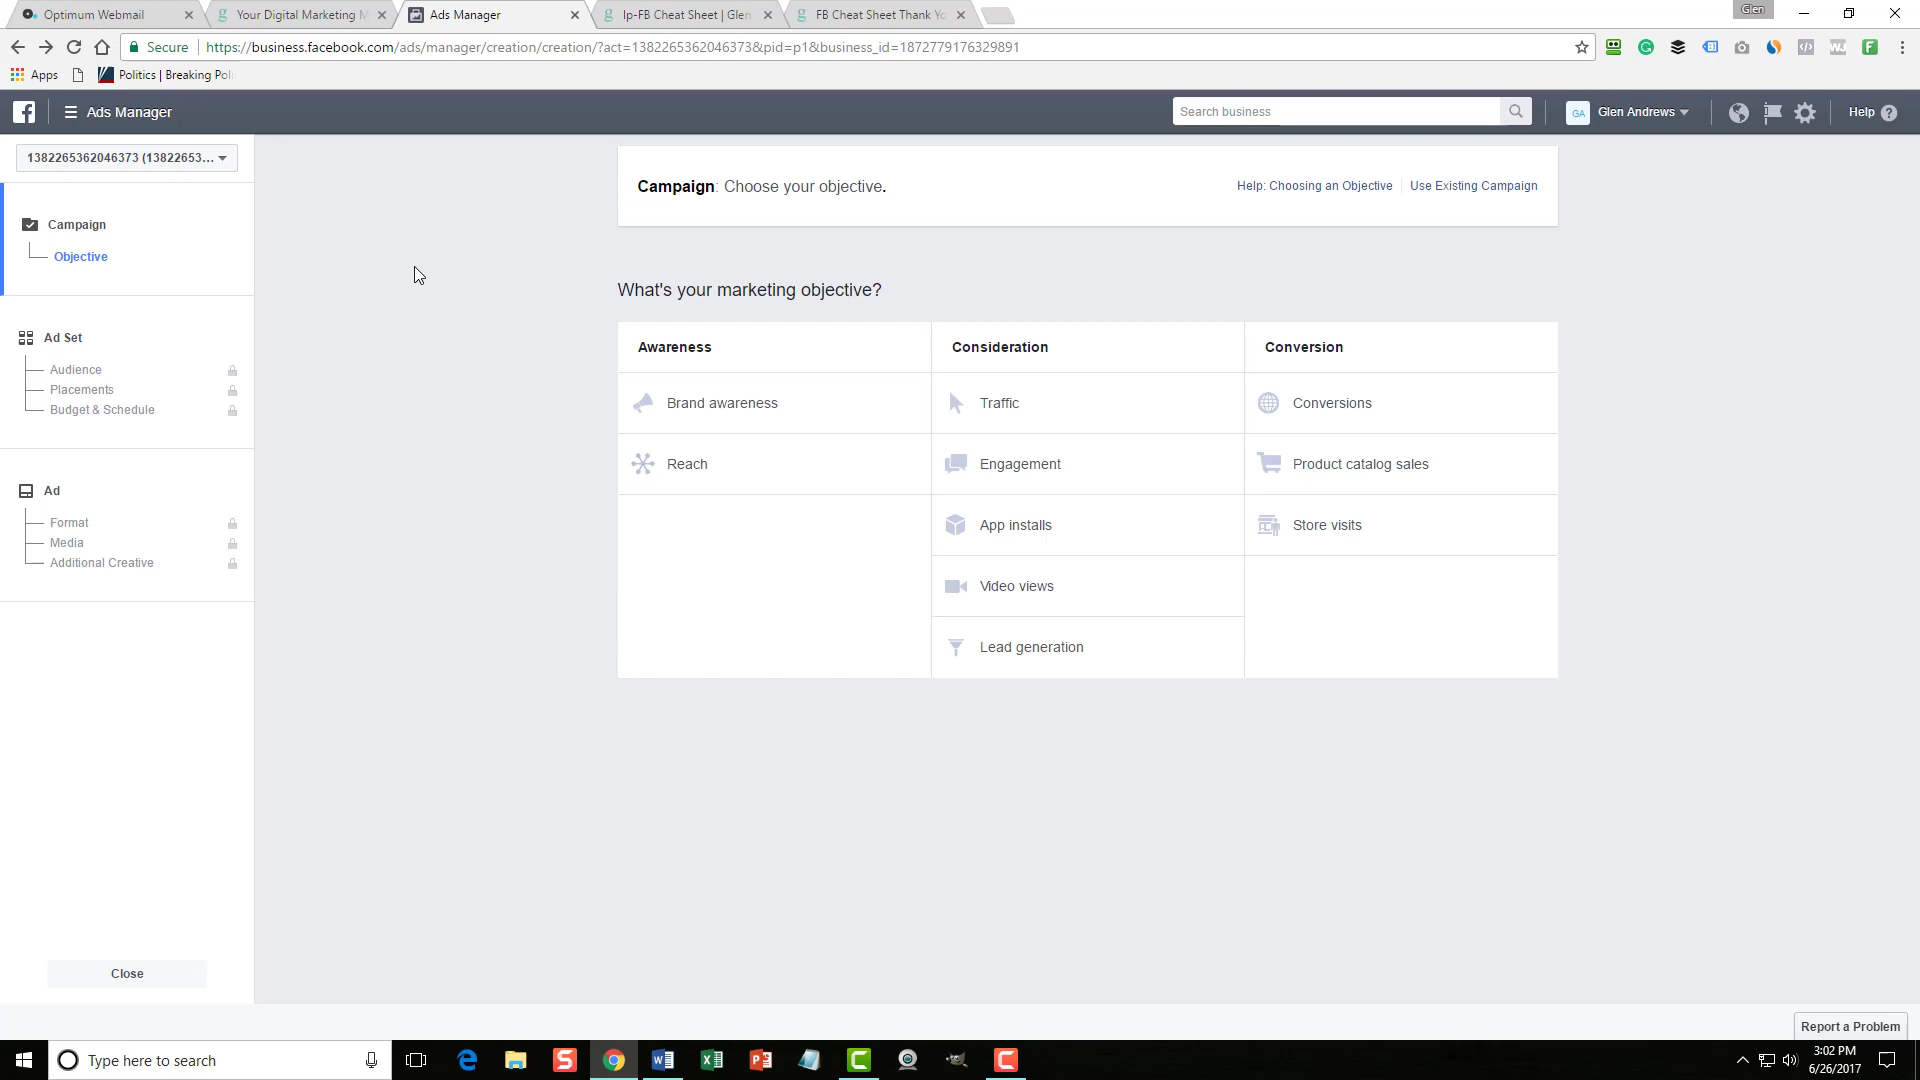 Optimum Webmail
Your Digital Marketing M
Ads Manager
lp-FB Cheat Sheet | Glen
FB Cheat Sheet Thank Yo
Glen
Secure
https://business.facebook.com/ads/manager/creation/creation/?act=1382265362046373&pid=p1&business_id=1872779176329891
Apps
Politics | Breaking Poli
Ads Manager
Search business
GA
Glen Andrews
Help
1382265362046373 (13822653...
Campaign: Choose your objective.
Help: Choosing an Objective
Use Existing Campaign
Campaign
Objective
What's your marketing objective?
Ad Set
Audience
Placements
Budget & Schedule
Awareness
Consideration
Conversion
Brand awareness
Traffic
Conversions
Reach
Engagement
Product catalog sales
App installs
Store visits
Video views
Lead generation
Ad
Format
Media
Additional Creative
Close
Report a Problem
Type here to search
3:02 PM
6/26/2017